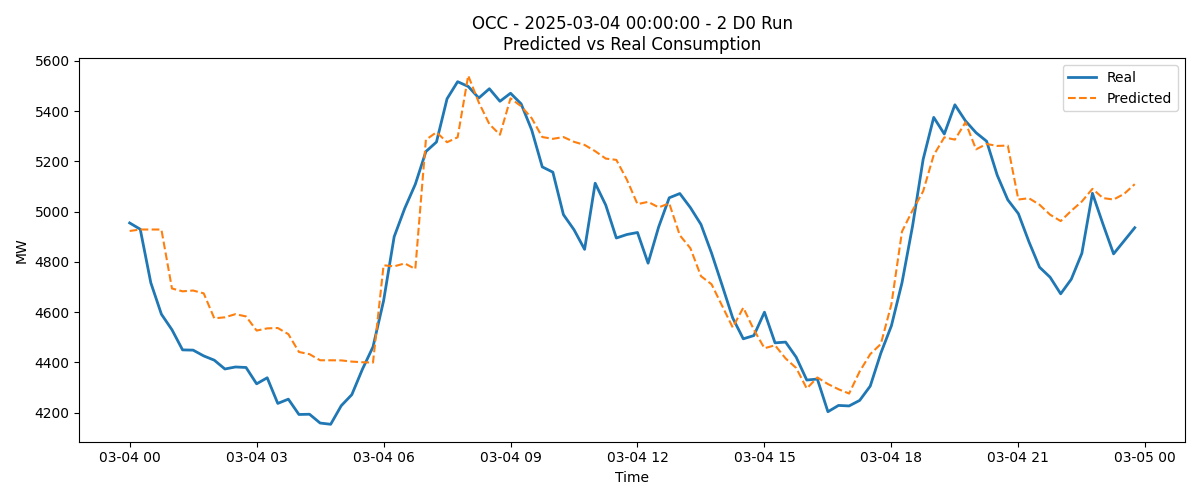 OCC - 2025-03-04 00:00:00 - 2 D0 Run
Predicted vs Real Consumption
Real
Predicted
MW
5600
5400
5200
5000
4800
4600
4400
4200
03-04 00
03-04 03
03-04 06
03-04 09
03-04 12
03-04 15
03-04 18
03-04 21
03-05 00
Time